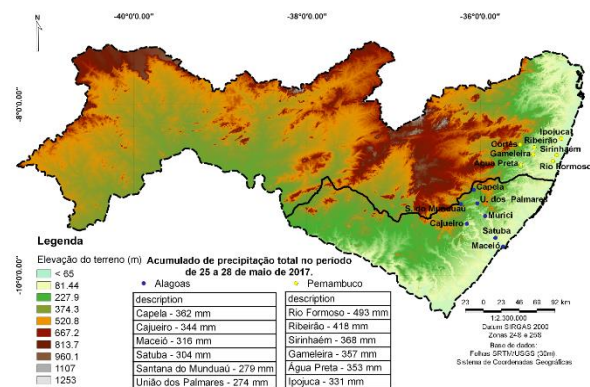 -40°0'0.00"
-38°0'0.00"
-36°0'0.00"
N
-8°0'0.00"
-10°0'0.00"
Ipojuca
Ribeirão
Cortês
Sirinhaém
Gameleira
Água Preta
Rio Formoso
Capela
U. dos Palmares
S. do Munduaú
Murici
Cajueiro
Satuba
Maceió
Legenda
Elevação do terreno (m)
< 65
81.44
227.9
374.3
520.8
667.2
813.7
960.1
1107
1253
Acumulado de precipitação total no período
de 25 a 28 de maio de 2017.
Alagoas
description
Capela - 362 mm
Cajueiro - 344 mm
Maceió - 316 mm
Satuba - 304 mm
Santana do Munduaú - 279 mm
União dos Palmares - 274 mm
Pernambuco
description
Rio Formoso - 493 mm
Ribeirão - 418 mm
Sirinhaém - 368 mm
Gameleira - 357 mm
Água Preta - 353 mm
Ipojuca - 331 mm
23 0 23 46 69 92 km
1:2.300.000
Datum SIRGAS 2000
Zonas 24S e 25S
Base de dados:
Folhas SRTM/USGS (30m)
Sistema de Coordenadas Geográficas